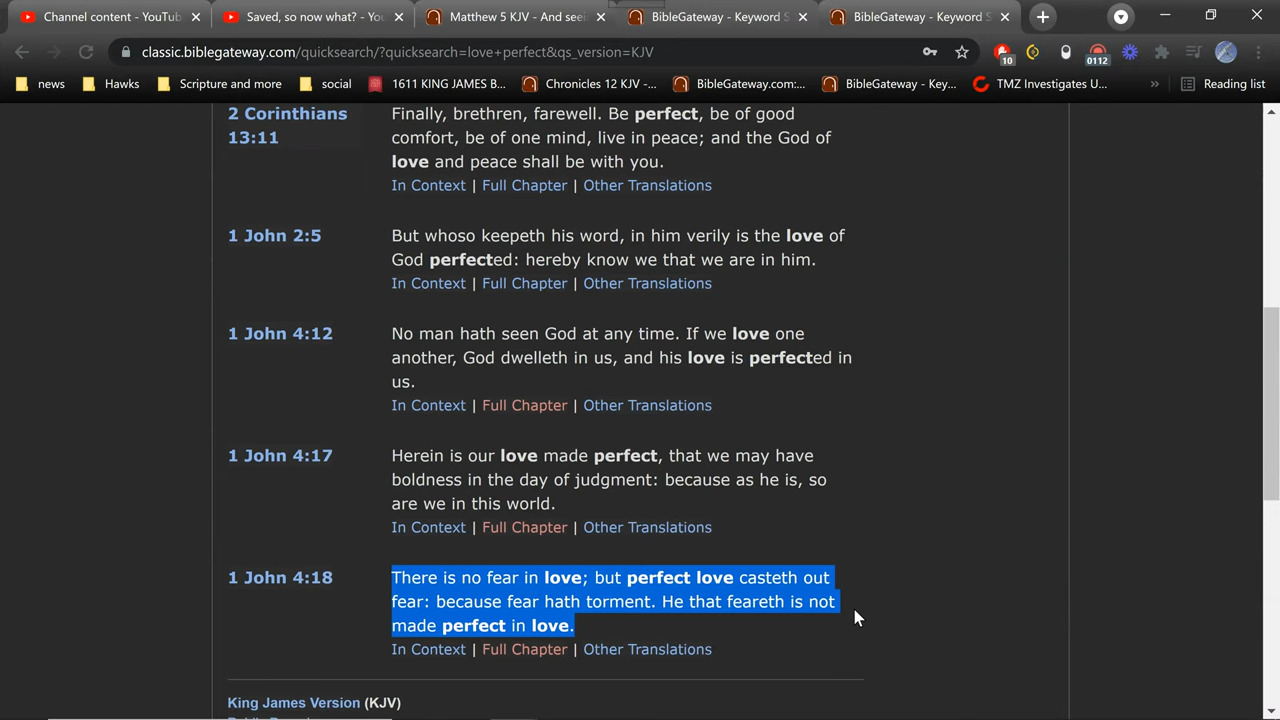 Channel content - YouTube
Saved, so now what? - You
Matthew 5 KJV - And seei
BibleGateway - Keyword S
BibleGateway - Keyword S
classic.biblegateway.com/quicksearch/?quicksearch=love+perfect&qs_version=KJV
10
0112
news
Hawks
Scripture and more
social
1611 KING JAMES B...
Chronicles 12 KJV -...
BibleGateway.com:...
BibleGateway - Key...
TMZ Investigates U...
»
Reading list
2 Corinthians
13:11
Finally, brethren, farewell. Be perfect, be of good
comfort, be of one mind, live in peace; and the God of
love and peace shall be with you.
In Context | Full Chapter | Other Translations
1 John 2:5
But whoso keepeth his word, in him verily is the love of
God perfected: hereby know we that we are in him.
In Context | Full Chapter | Other Translations
1 John 4:12
No man hath seen God at any time. If we love one
another, God dwelleth in us, and his love is perfected in
us.
In Context | Full Chapter | Other Translations
1 John 4:17
Herein is our love made perfect, that we may have
boldness in the day of judgment: because as he is, so
are we in this world.
In Context | Full Chapter | Other Translations
1 John 4:18
There is no fear in love; but perfect love casteth out
fear: because fear hath torment. He that feareth is not
made perfect in love.
In Context | Full Chapter | Other Translations
King James Version (KJV)